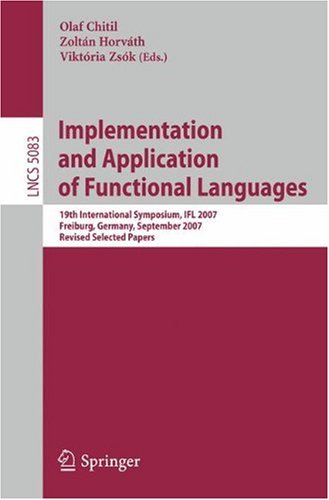 Olaf Chitil
Zoltán Horváth
Viktória Zsók (Eds.)
LNCS 5083
Implementation
and Application
of Functional Languages
19th International Symposium, IFL 2007
Freiburg, Germany, September 2007
Revised Selected Papers
Springer